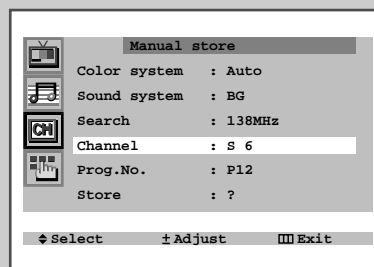 Manual store
Color system : Auto
Sound system : BG
Search : 138MHz
CH
Channel : S 6
Prog.No. : P12
Store : ?
Select ± Adjust Exit